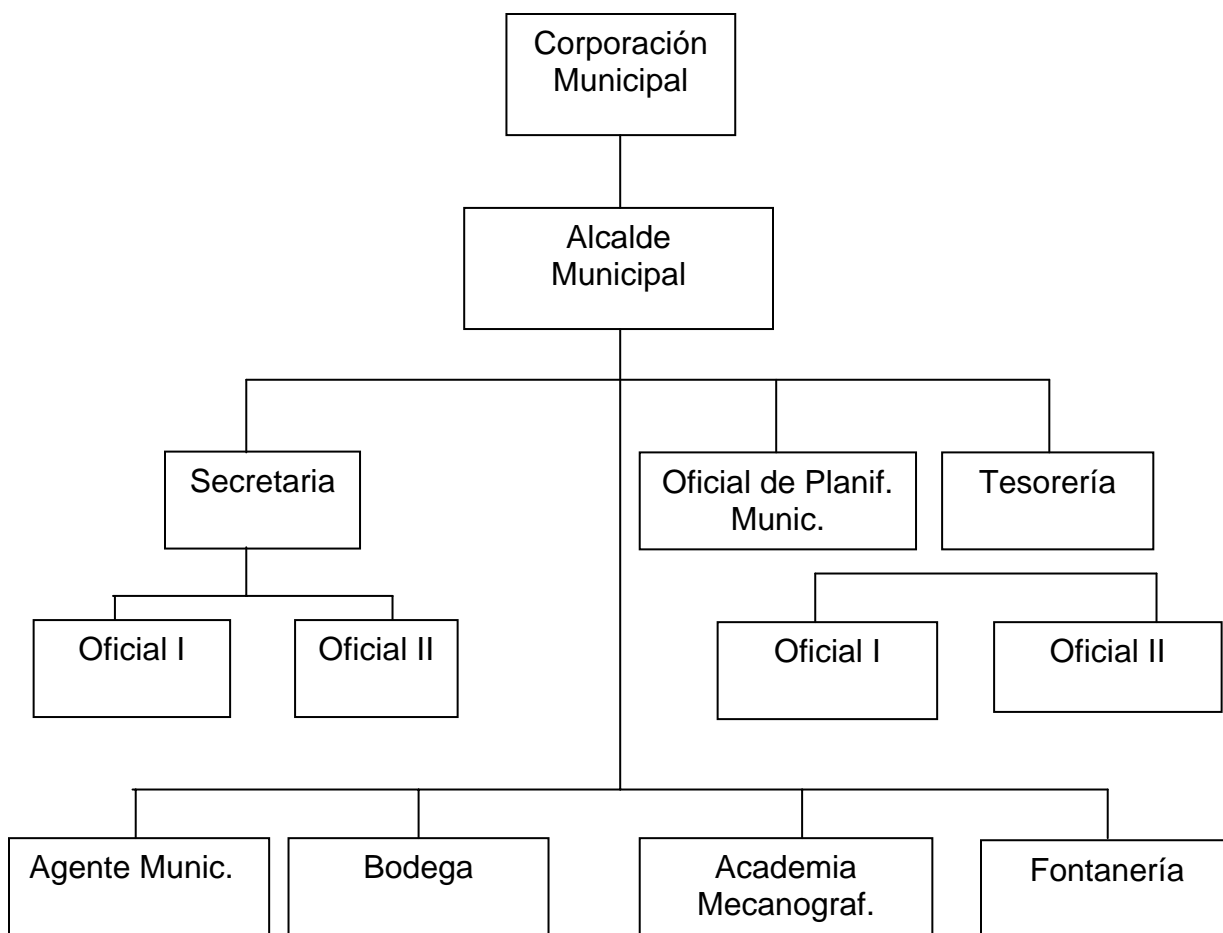 Corporación
Municipal
Alcalde
Municipal
Secretaria
Oficial de Planif.
Munic.
Tesorería
Oficial I
Oficial II
Oficial I
Oficial II
Agente Munic.
Bodega
Academia
Mecanograf.
Fontanería